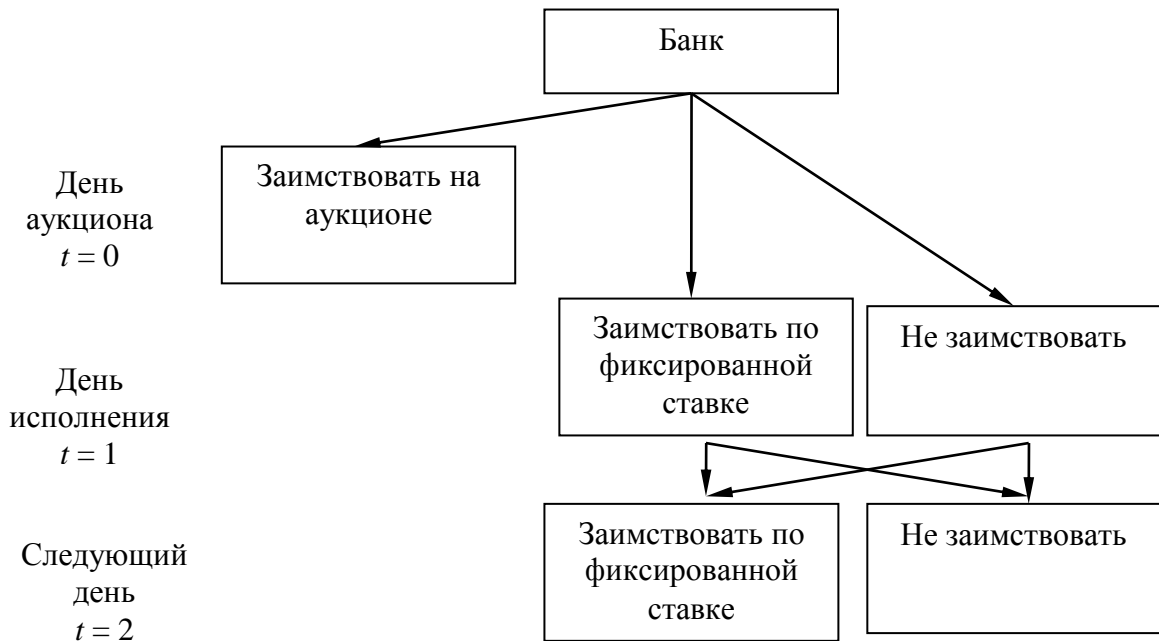 Банк
День
аукциона
t = 0
Заимствовать на
аукционе
День
исполнения
t = 1
Заимствовать по
фиксированной
ставке
Не заимствовать
Следующий
день
t = 2
Заимствовать по
фиксированной
ставке
Не заимствовать